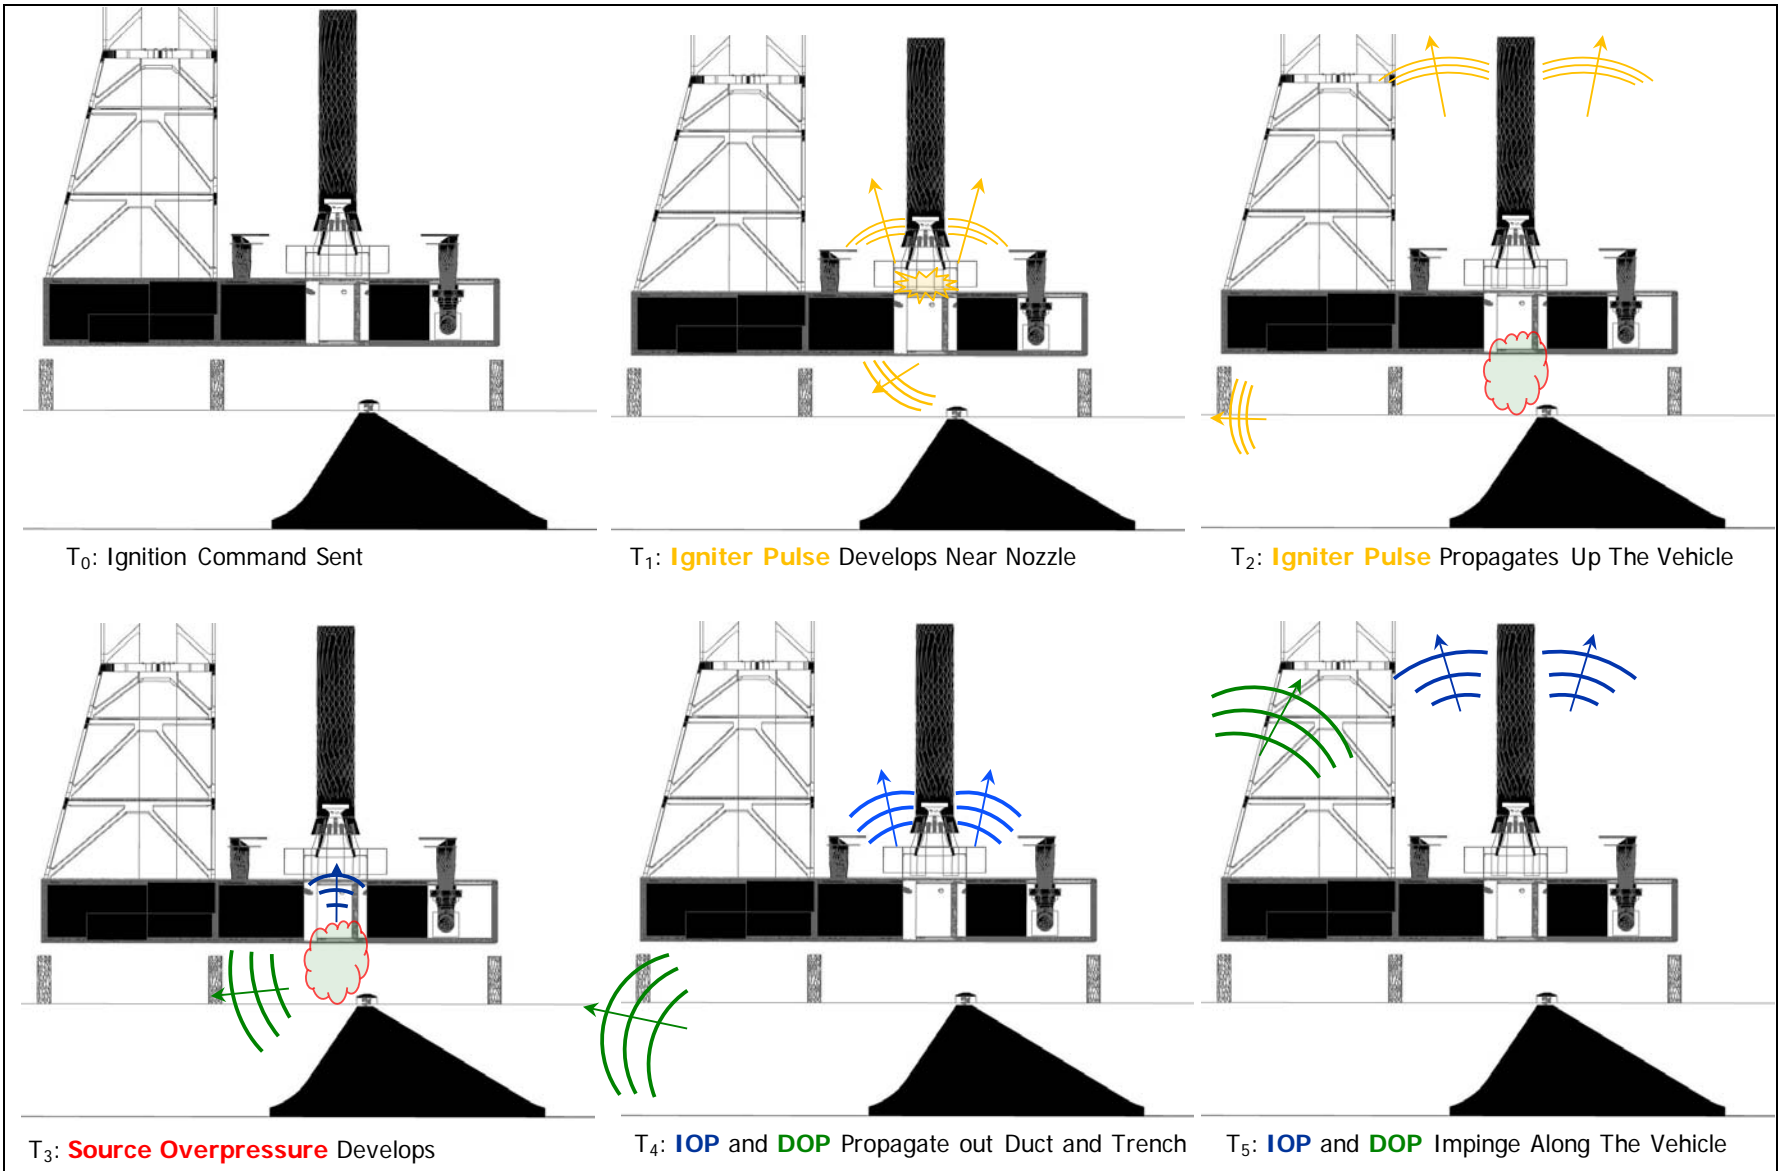 T₀: Ignition Command Sent
T₁: Igniter Pulse Develops Near Nozzle
T₂: Igniter Pulse Propagates Up The Vehicle
T₃: Source Overpressure Develops
T₄: IOP and DOP Propagate out Duct and Trench
T₅: IOP and DOP Impinge Along The Vehicle